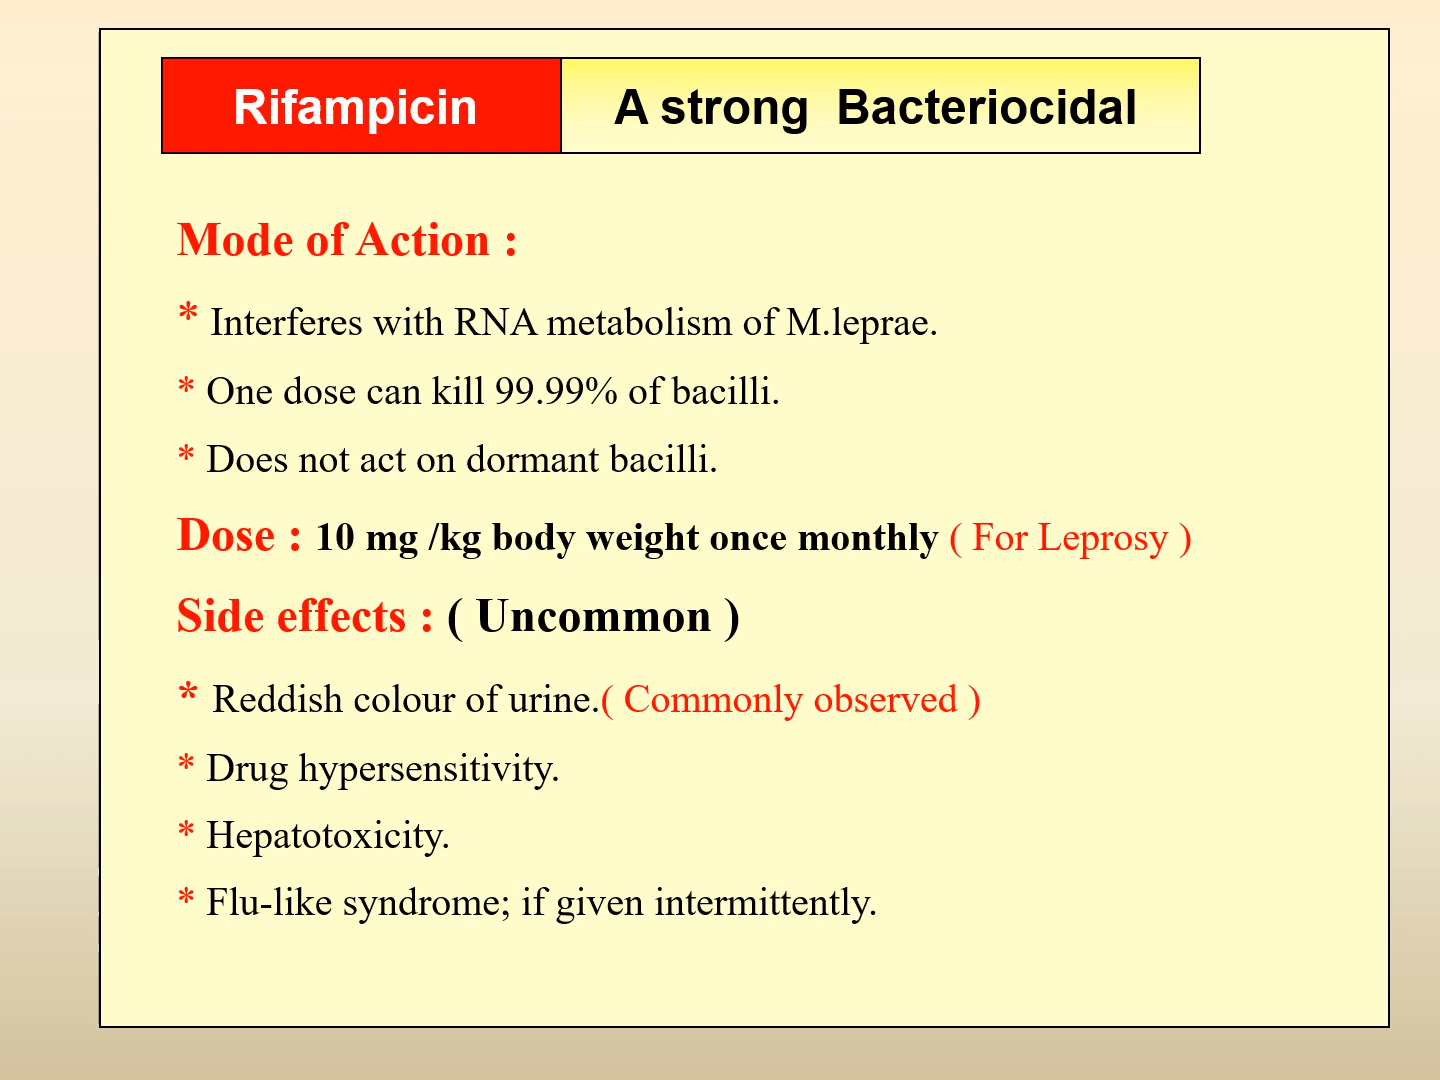 Rifampicin A strong Bacteriocidal
Mode of Action :
* Interferes with RNA metabolism of M.leprae.
* One dose can kill 99.99% of bacilli.
* Does not act on dormant bacilli.
Dose : 10 mg /kg body weight once monthly ( For Leprosy )
Side effects : ( Uncommon )
* Reddish colour of urine.( Commonly observed )
* Drug hypersensitivity.
* Hepatotoxicity.
* Flu-like syndrome; if given intermittently.